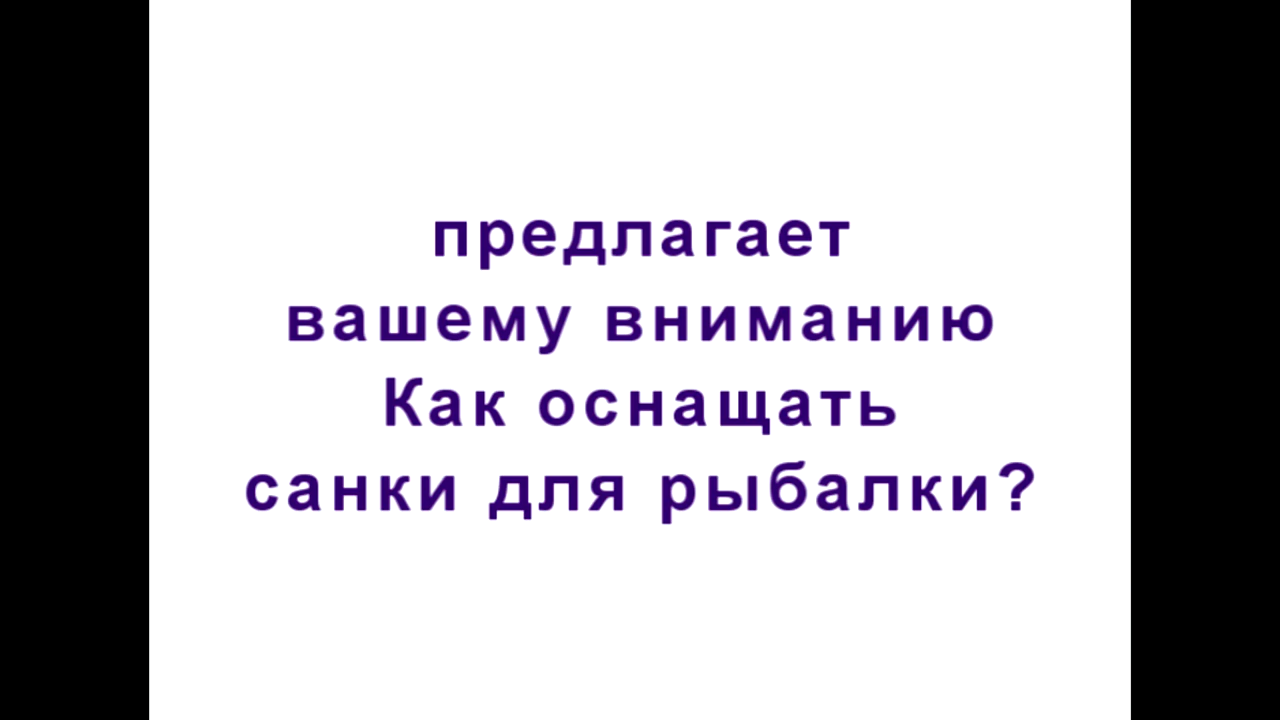 предлагает
вашему вниманию
Как оснащать
санки для рыбалки?